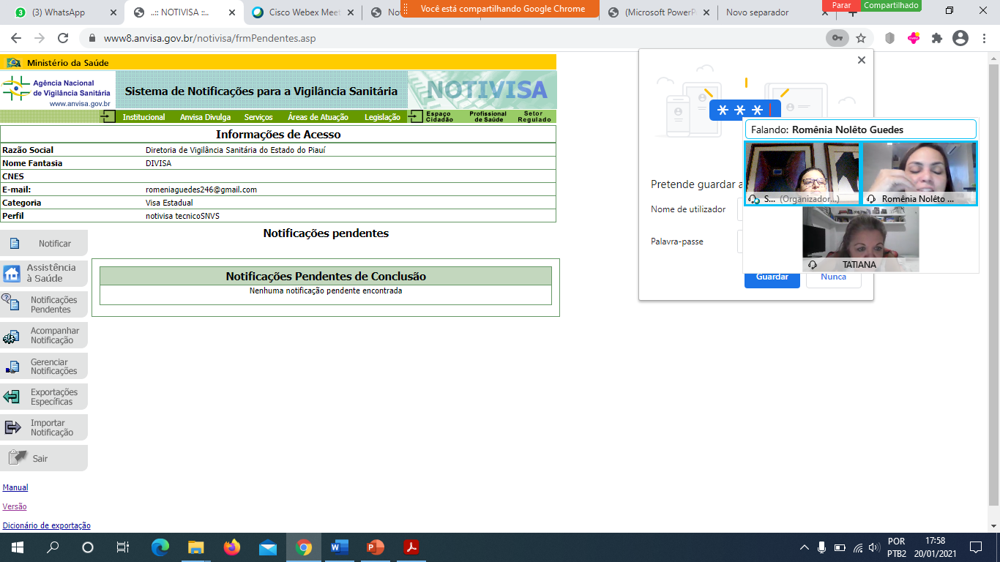 (3) WhatsApp
..:: NOTIVISA ::..
Cisco Webex Meet
Você está compartilhando Google Chrome
(Microsoft PowerP
Novo separador
Parar
Compartilhado
www8.anvisa.gov.br/notivisa/frmPendentes.asp
Ministério da Saúde
Agência Nacional
de Vigilância Sanitária
www.anvisa.gov.br
Sistema de Notificações para a Vigilância Sanitária
NOTIVISA
Institucional
Anvisa Divulga
Serviços
Áreas de Atuação
Legislação
Espaço
Cidadão
Profissional
de Saúde
Setor
Regulado
Informações de Acesso
Razão Social Diretoria de Vigilância Sanitária do Estado do Piauí
Nome Fantasia DIVISA
CNES
E-mail: romeniaguedes246@gmail.com
Categoria Visa Estadual
Perfil notivisa tecnicoSNVS
Notificações pendentes
Notificações Pendentes de Conclusão
Nenhuma notificação pendente encontrada
Notificar
Assistência
à Saúde
Notificações
Pendentes
Acompanhar
Notificação
Gerenciar
Notificações
Exportações
Específicas
Importar
Notificação
Sair
Manual
Versão
Dicionário de exportação
Pretende guardar a
Nome de utilizador
Palavra-passe
Guardar
Nunca
Falando: Romênia Nolêto Guedes
S... (Organizador...)
Romênia Nolêto ...
TATIANA
POR
PTB2
17:58
20/01/2021